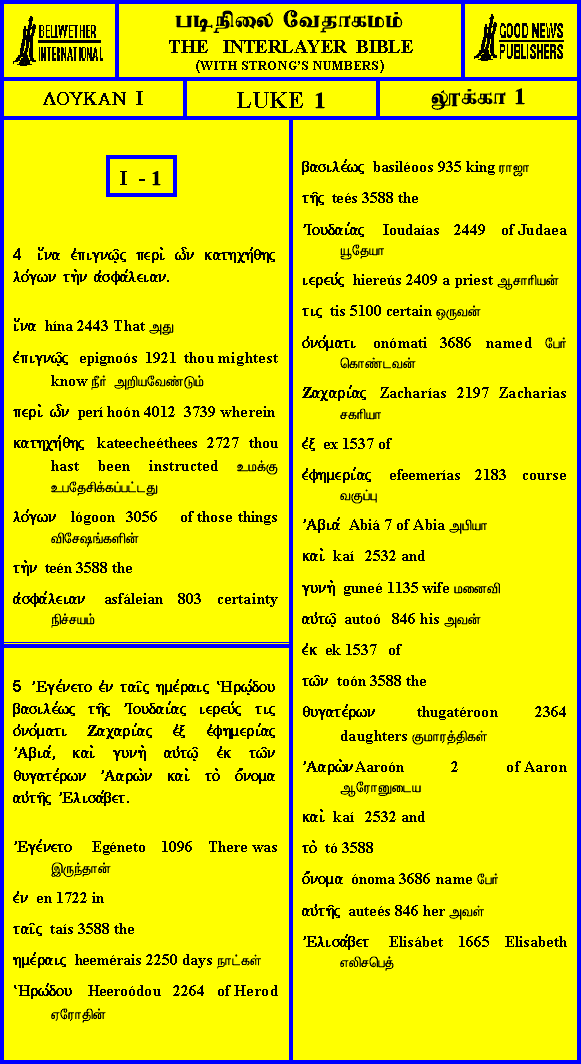 BELLWETHER
INTERNATIONAL
படிநிலை வேதாகமம்
THE INTERLAYER BIBLE
(WITH STRONG'S NUMBERS)
GOOD NEWS
PUBLISHERS
ΛΟΥΚΑΝ I
LUKE 1
லூக்கா 1
I - 1
4 ἵνα ἐπιγνῷς περὶ ὧν κατηχήθης
λόγων τὴν ἀσφάλειαν.
ἵνα hína 2443 That அது
ἐπιγνῷς epignoós 1921 thou mightest
know நீர் அறியவேண்டும்
περὶ ὧν perí hoón 4012 3739 wherein
κατηχήθης kateecheéthees 2727 thou
hast been instructed உமக்கு
உபதேசிக்கப்பட்டது
λόγων lógoon 3056 of those things
விசேஷங்களின்
τὴν teén 3588 the
ἀσφάλειαν asfáleian 803 certainty
நிச்சயம்
5 Ἐγένετο ἐν ταῖς ημέραις Ἡρῴδου
βασιλέως τῆς Ἰουδαίας ιερεύς τις
ὀνόματι Ζαχαρίας ἐξ ἐφημερίας
Ἀβιά, καὶ γυνὴ αὐτῷ ἐκ τῶν
θυγατέρων Ἀαρὼν καὶ τὸ ὄνομα
αὐτῆς Ἐλισάβετ.
Ἐγένετο Egéneto 1096 There was
இருந்தான்
ἐν en 1722 in
ταῖς taís 3588 the
ημέραις heemérais 2250 days நாட்கள்
Ἡρῴδου Heeroódou 2264 of Herod
ஏரோதின்
βασιλέως basiléoos 935 king ராஜா
τῆς teés 3588 the
Ἰουδαίας Ioudaías 2449 of Judaea
யூதேயா
ιερεύς hiereús 2409 a priest ஆசாரியன்
τις tis 5100 certain ஒருவன்
ὀνόματι onómati 3686 named பேர்
கொண்டவன்
Ζαχαρίας Zacharías 2197 Zacharias
சகரியா
ἐξ ex 1537 of
ἐφημερίας efeemerías 2183 course
வகுப்பு
Ἀβιά Abiá 7 of Abia அபியா
καὶ kaí 2532 and
γυνὴ guneé 1135 wife மனைவி
αὐτῷ autoó 846 his அவன்
ἐκ ek 1537 of
τῶν toón 3588 the
θυγατέρων thugatéroon 2364
daughters குமாரத்திகள்
Ἀαρὼν Aaroón 2 of Aaron
ஆரோனுடைய
καὶ kaí 2532 and
τὸ tó 3588
ὄνομα ónoma 3686 name பேர்
αὐτῆς auteés 846 her அவள்
Ἐλισάβετ Elisábet 1665 Elisabeth
எலிசபெத்